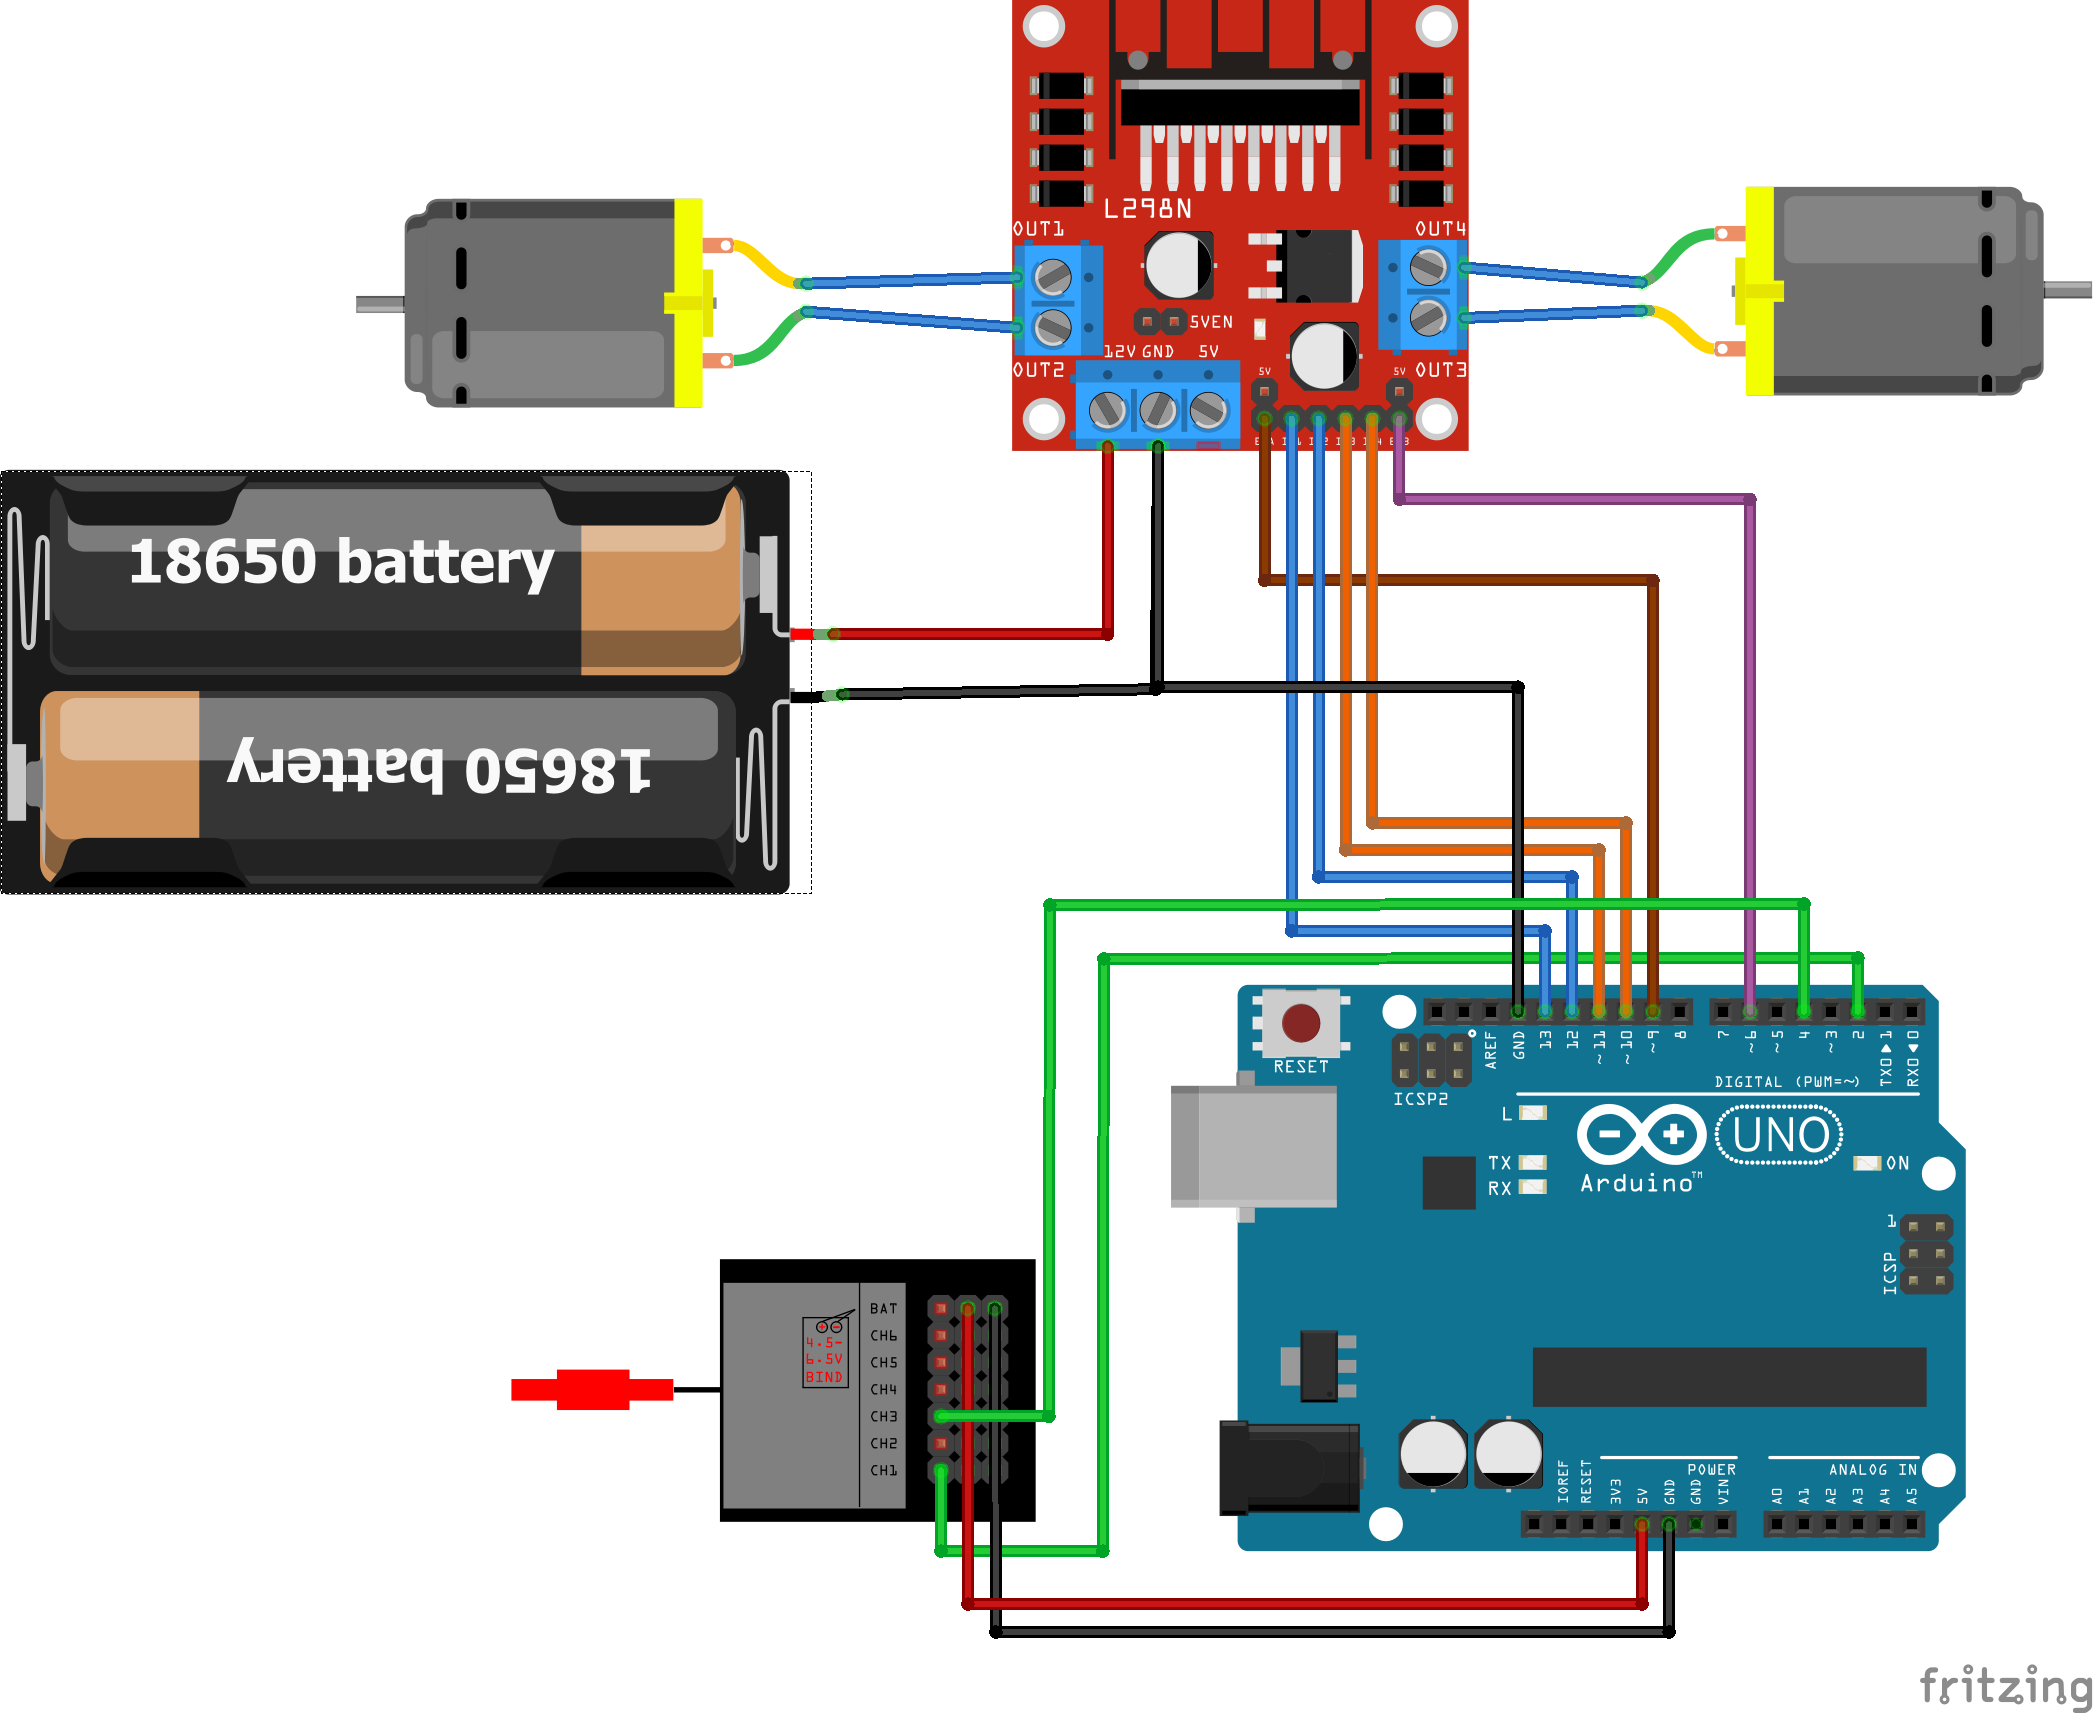 L298N
OUT1
OUT4
5VEN
12V GND 5V
OUT2
5V
5V
OUT3
18650 battery
18650 battery
RESET
ICSP2
AREF
GND
13
12
~11
~10
~9
8
7
~6
~5
4
~3
2
TX0▶1
RX0◀0
DIGITAL (PWM=~)
L
TX
RX
UNO
Arduino™
ON
1
ICSP
BAT
CH6
CH5
CH4
CH3
CH2
CH1
4.5-
6.5V
BIND
POWER
ANALOG IN
IOREF
RESET
3V3
5V
GND
GND
VIN
A0
A1
A2
A3
A4
A5
fritzing